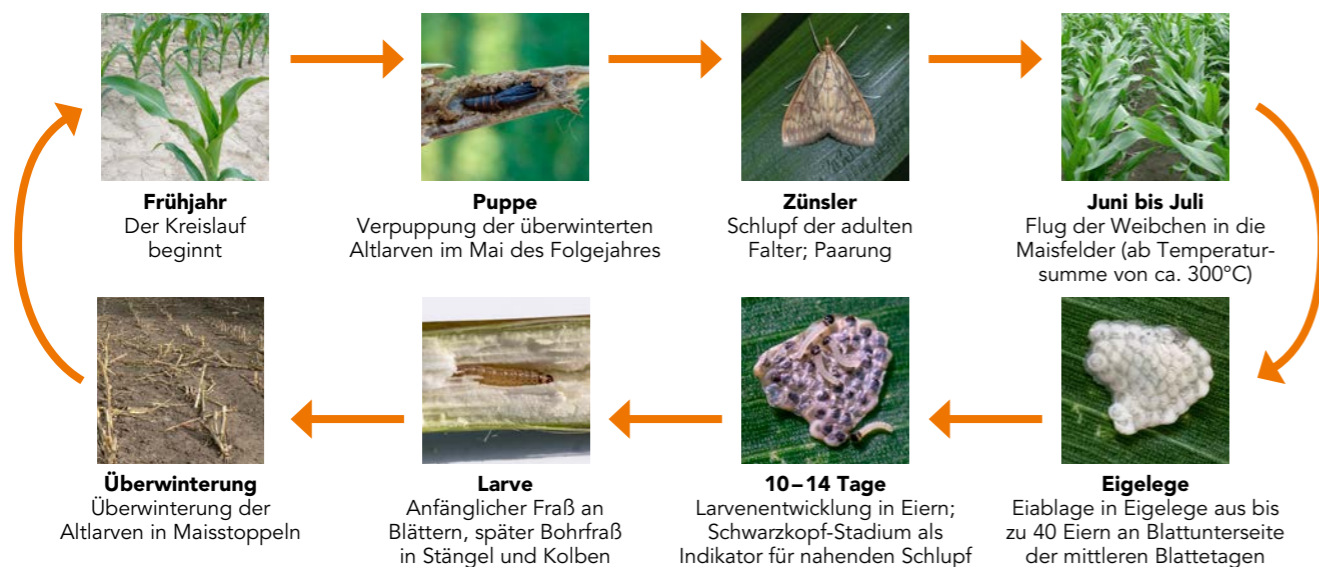 Frühjahr
Der Kreislauf
beginnt
Puppe
Verpuppung der überwinterten
Altlarven im Mai des Folgejahres
Zünsler
Schlupf der adulten
Falter; Paarung
Juni bis Juli
Flug der Weibchen in die
Maisfelder (ab Temperatur-
summe von ca. 300°C)
Überwinterung
Überwinterung der
Altlarven in Maisstoppeln
Larve
Anfänglicher Fraß an
Blättern, später Bohrfraß
in Stängel und Kolben
10–14 Tage
Larvenentwicklung in Eiern;
Schwarzkopf-Stadium als
Indikator für nahenden Schlupf
Eigelege
Eiablage in Eigelege aus bis
zu 40 Eiern an Blattunterseite
der mittleren Blattetagen